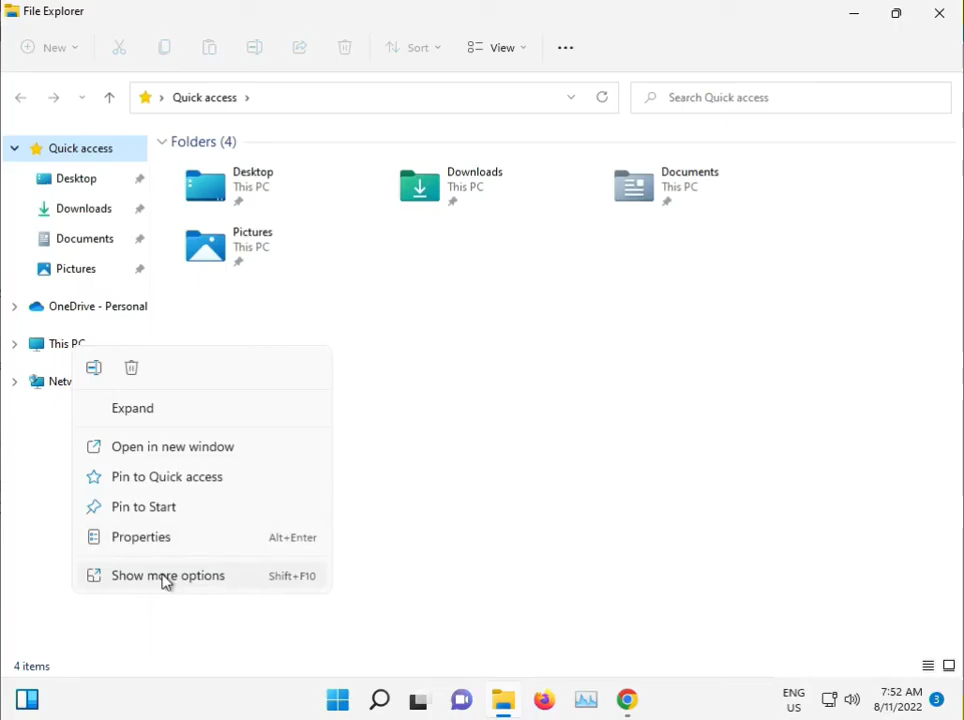 File Explorer
New
Sort
View
Quick access
Search Quick access
Quick access
Desktop
Downloads
Documents
Pictures
OneDrive - Personal
This PC
Folders (4)
Desktop
This PC
Downloads
This PC
Documents
This PC
Pictures
This PC
Expand
Open in new window
Pin to Quick access
Pin to Start
Properties Alt+Enter
Show more options Shift+F10
4 items
ENG
US
7:52 AM
8/11/2022
3